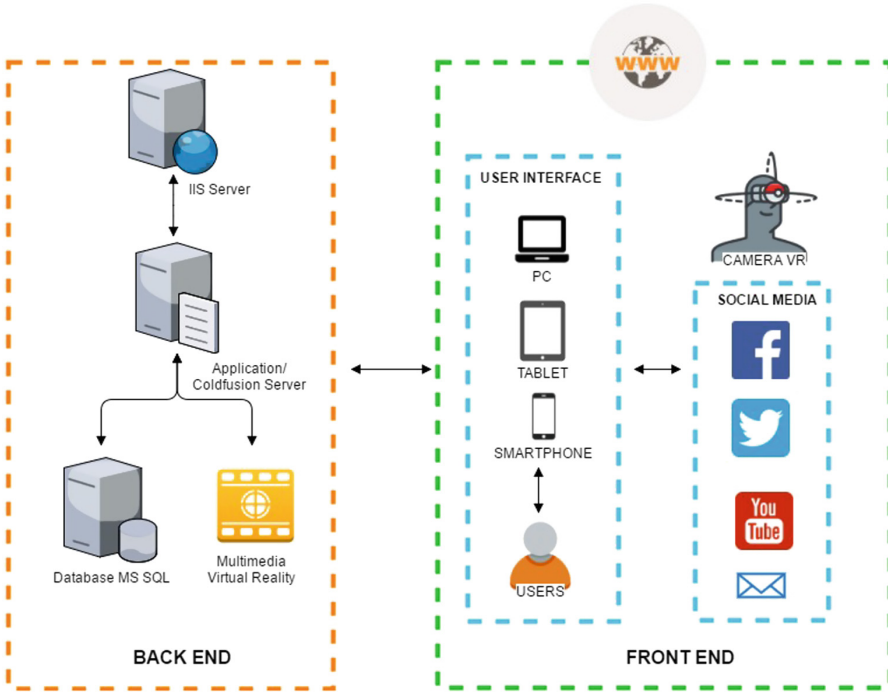 WWW
IIS Server
Application/
Coldfusion Server
Database MS SQL
Multimedia
Virtual Reality
BACK END
USER INTERFACE
PC
TABLET
SMARTPHONE
USERS
CAMERA VR
SOCIAL MEDIA
f
You
Tube
FRONT END